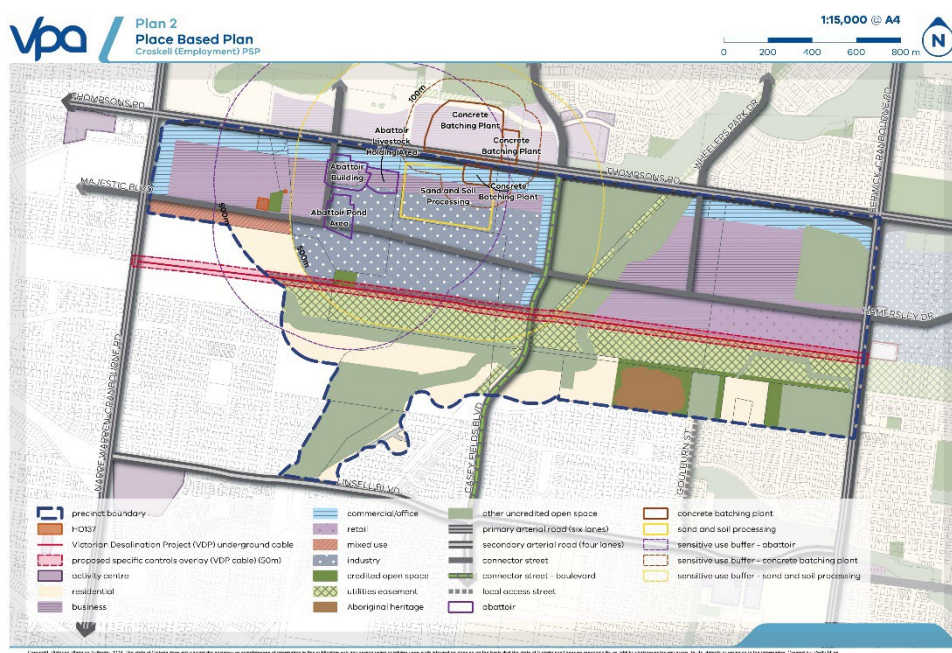 vpa
Plan 2
Place Based Plan
Croskell (Employment) PSP
1:15,000 @ A4
0 200 400 600 800 m
N
THOMPSONS RD
100m
Concrete
Batching Plant
Abattoir
Livestock
Holding Area
Concrete
Batching Plant
WHEELERS PARK DR
BERWICK-CRANBOURNE RD
THOMPSONS RD
MAJESTIC BLVD
Abattoir
Building
Sand and Soil
Processing
Concrete
Batching Plant
Abattoir Pond
Area
500m
500m
HAMERSLEY DR
NARRE WARREN-CRANBOURNE RD
CASEY FIELDS BLVD
GOULBURN ST
LINSELL BLVD
precinct boundary
HO137
Victorian Desalination Project (VDP) underground cable
proposed specific controls overlay (VDP cable) (50m)
activity centre
residential
business
commercial/office
retail
mixed use
industry
credited open space
utilities easement
Aboriginal heritage
other uncredited open space
primary arterial road (six lanes)
secondary arterial road (four lanes)
connector street
connector street - boulevard
local access street
abattoir
concrete batching plant
sand and soil processing
sensitive use buffer - abattoir
sensitive use buffer - concrete batching plant
sensitive use buffer - sand and soil processing